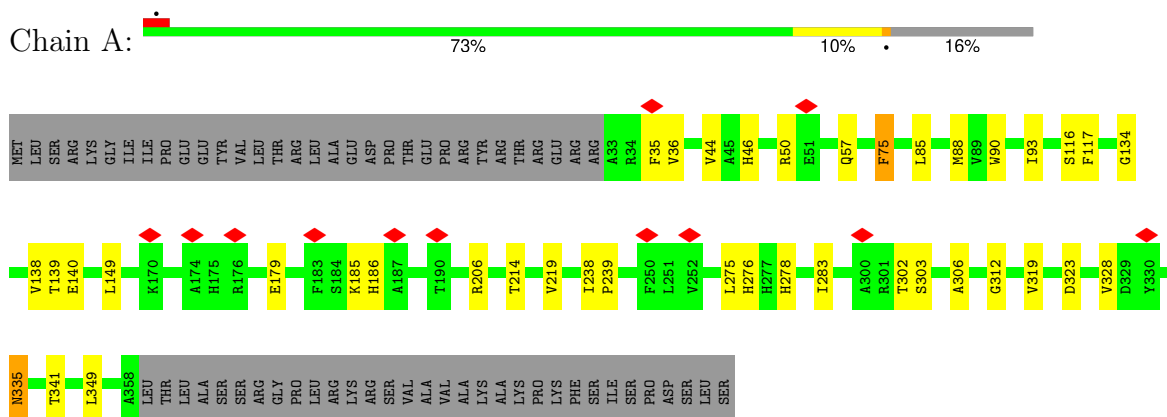 Chain A:
73% 10% • 16%
MET LEU SER ARG LYS GLY ILE ILE PRO GLU GLU TYR VAL LEU THR ARG LEU ALA GLU ASP PRO THR GLU PRO ARG TYR ARG THR ARG GLU ARG ARG A33 R34 F35 V36 V44 A45 H46 R50 E51 Q57 F75 L85 M88 V89 W90 I93 S116 F117 G134
V138 T139 E140 L149 K170 A174 H175 R176 E179 F183 S184 K185 H186 A187 T190 R206 T214 V219 I238 P239 F250 L251 V252 L275 H276 H277 H278 I283 A300 R301 T302 S303 A306 G312 V319 D323 V328 D329 Y330
N335 T341 L349 A358 LEU THR LEU ALA SER SER ARG GLY PRO LEU ARG LYS ARG SER VAL ALA VAL ALA LYS ALA LYS PRO LYS PHE SER ILE SER PRO ASP SER LEU SER